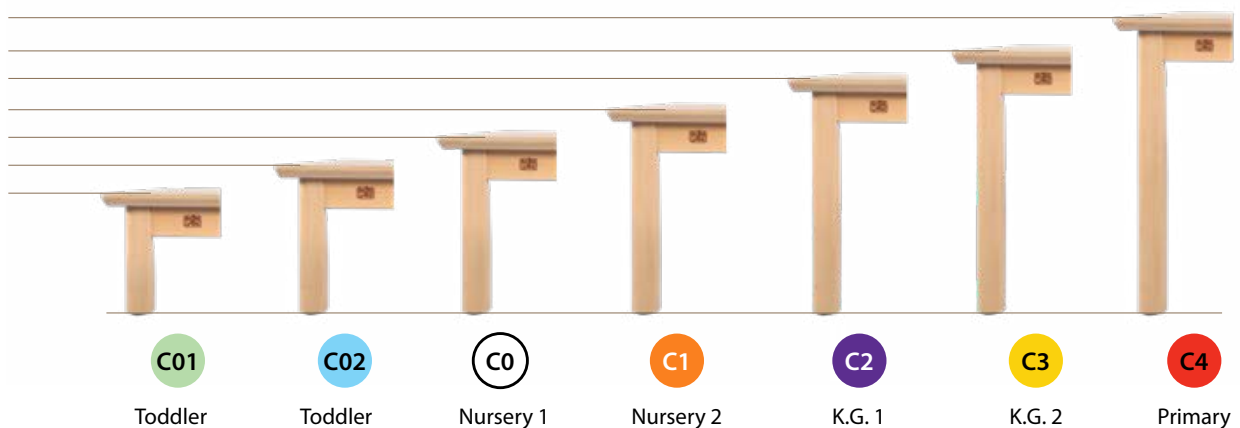 C01 C02 C0 C1 C2 C3 C4
Toddler Toddler Nursery 1 Nursery 2 K.G. 1 K.G. 2 Primary